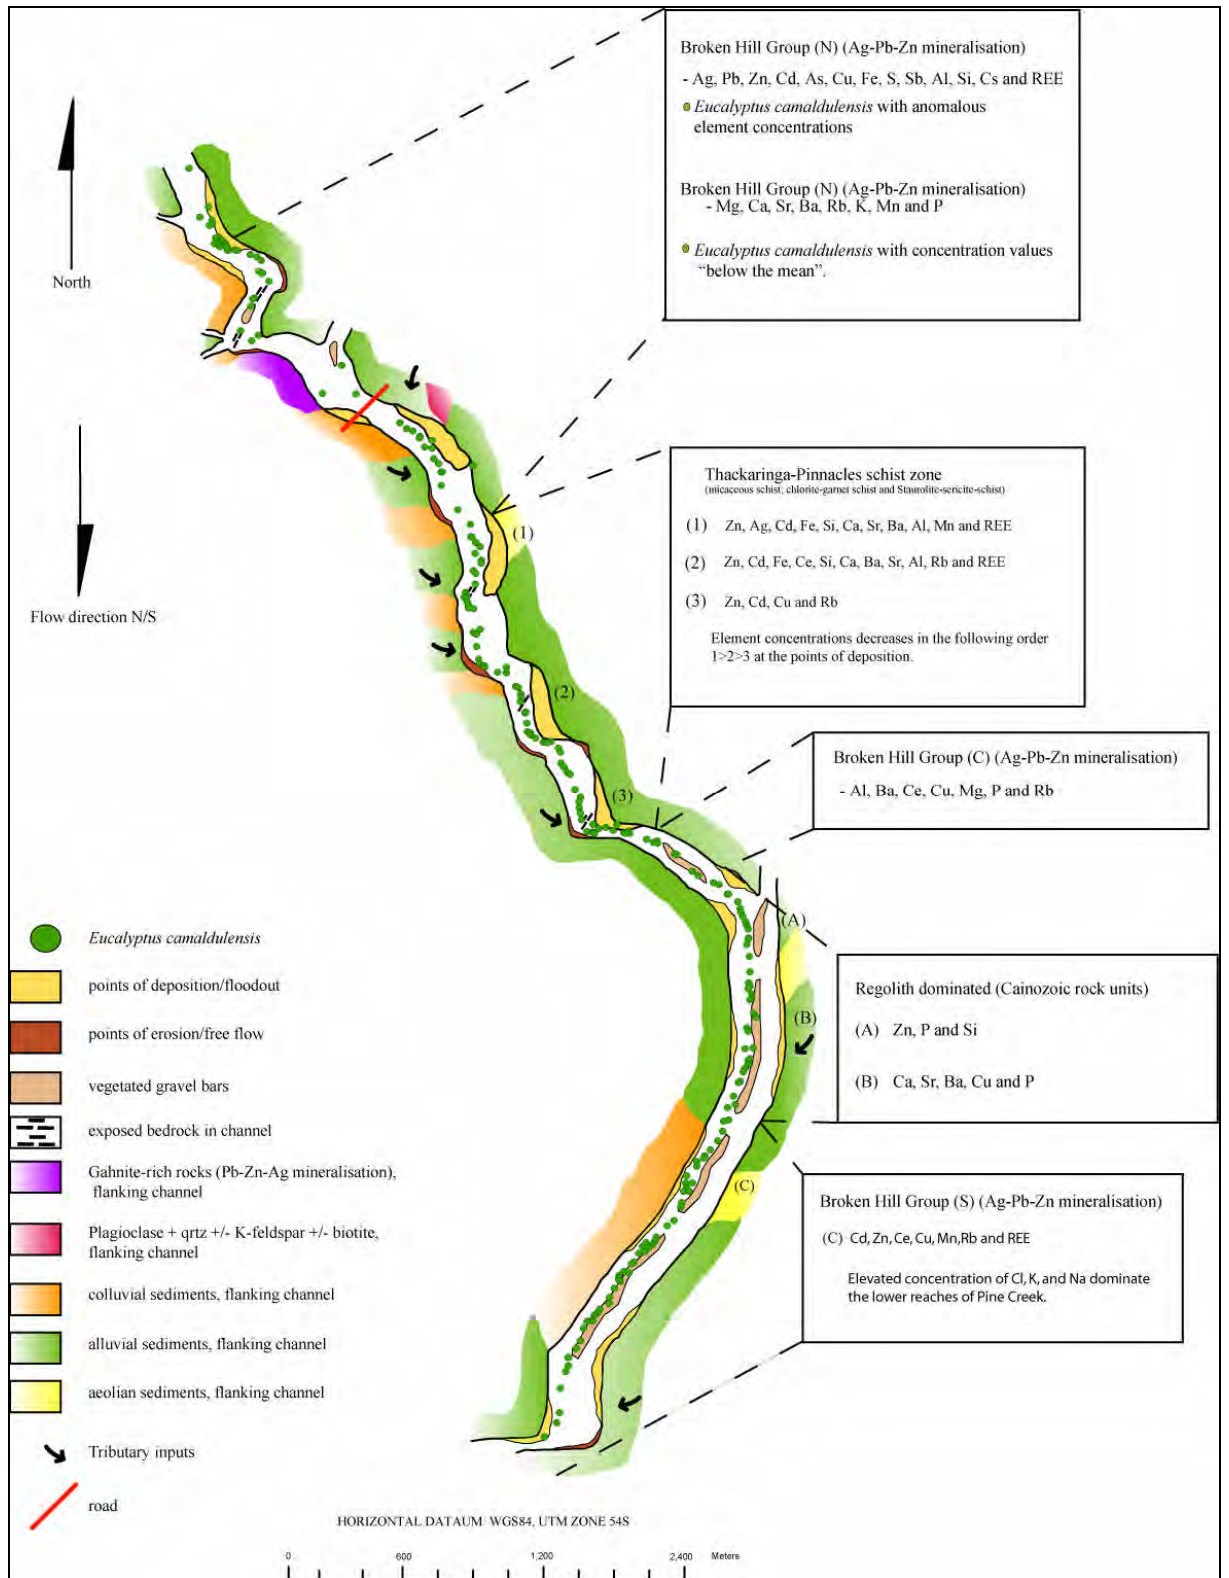 Broken Hill Group (N) (Ag-Pb-Zn mineralisation)
- Ag, Pb, Zn, Cd, As, Cu, Fe, S, Sb, Al, Si, Cs and REE
Eucalyptus camaldulensis with anomalous
element concentrations
Broken Hill Group (N) (Ag-Pb-Zn mineralisation)
- Mg, Ca, Sr, Ba, Rb, K, Mn and P
Eucalyptus camaldulensis with concentration values
"below the mean".
North
Flow direction N/S
Thackaringa-Pinnacles schist zone
(micaceous schist; chlorite-garnet schist and Staurolite-sericite-schist)
(1) Zn, Ag, Cd, Fe, Si, Ca, Sr, Ba, Al, Mn and REE
(2) Zn, Cd, Fe, Ce, Si, Ca, Ba, Sr, Al, Rb and REE
(3) Zn, Cd, Cu and Rb
Element concentrations decreases in the following order
1>2>3 at the points of deposition.
(1)
(2)
(3)
Broken Hill Group (C) (Ag-Pb-Zn mineralisation)
- Al, Ba, Ce, Cu, Mg, P and Rb
(A)
(B)
(C)
Regolith dominated (Cainozoic rock units)
(A) Zn, P and Si
(B) Ca, Sr, Ba, Cu and P
Broken Hill Group (S) (Ag-Pb-Zn mineralisation)
(C) Cd, Zn, Ce, Cu, Mn,Rb and REE
Elevated concentration of Cl, K, and Na dominate
the lower reaches of Pine Creek.
Eucalyptus camaldulensis
points of deposition/floodout
points of erosion/free flow
vegetated gravel bars
exposed bedrock in channel
Gahnite-rich rocks (Pb-Zn-Ag mineralisation),
flanking channel
Plagioclase + qrtz +/- K-feldspar +/- biotite,
flanking channel
colluvial sediments, flanking channel
alluvial sediments, flanking channel
aeolian sediments, flanking channel
Tributary inputs
road
HORIZONTAL DATAUM: WGS84, UTM ZONE 54S
0 600 1,200 2,400 Meters